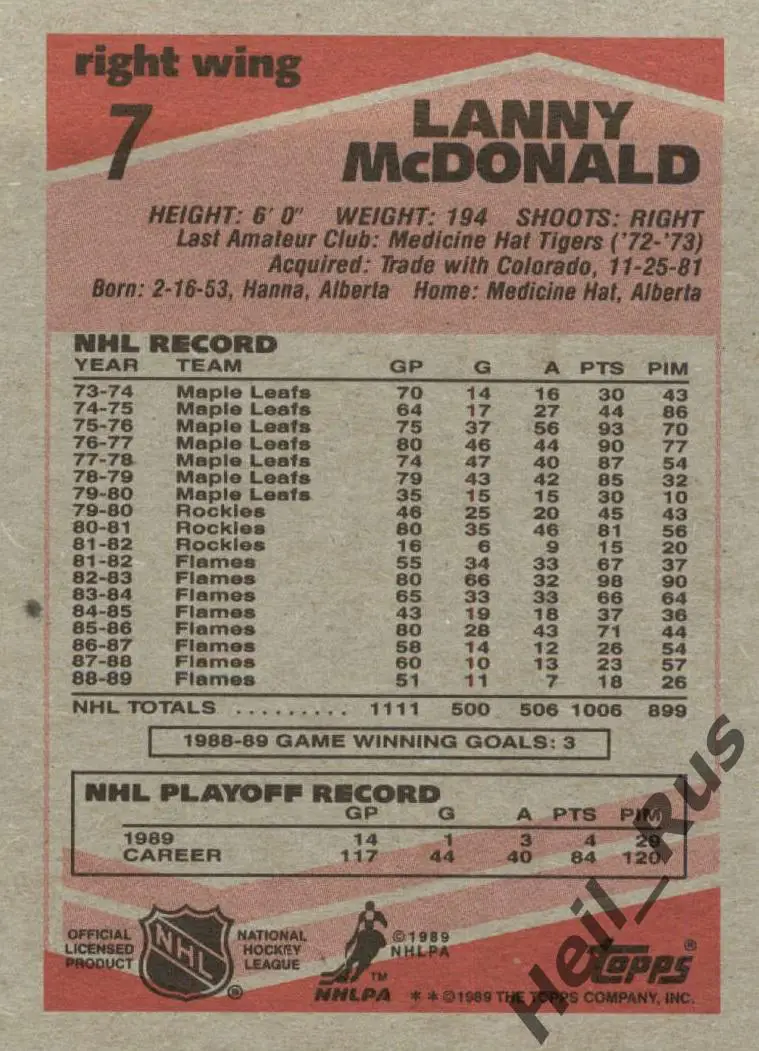 right wing
7
LANNY
McDONALD
HEIGHT: 6' 0" WEIGHT: 194 SHOOTS: RIGHT
Last Amateur Club: Medicine Hat Tigers ('72-'73)
Acquired: Trade with Colorado, 11-25-81
Born: 2-16-53, Hanna, Alberta Home: Medicine Hat, Alberta
NHL RECORD
YEAR TEAM GP G A PTS PIM
73-74 Maple Leafs 70 14 16 30 43
74-75 Maple Leafs 64 17 27 44 86
75-76 Maple Leafs 75 37 56 93 70
76-77 Maple Leafs 80 46 44 90 77
77-78 Maple Leafs 74 47 40 87 54
78-79 Maple Leafs 79 43 42 85 32
79-80 Maple Leafs 35 15 15 30 10
79-80 Rockies 46 25 20 45 43
80-81 Rockies 80 35 46 81 56
81-82 Rockies 16 6 9 15 20
81-82 Flames 55 34 33 67 37
82-83 Flames 80 66 32 98 90
83-84 Flames 65 33 33 66 64
84-85 Flames 43 19 18 37 36
85-86 Flames 80 28 43 71 44
86-87 Flames 58 14 12 26 54
87-88 Flames 60 10 13 23 57
88-89 Flames 51 11 7 18 26
NHL TOTALS ......... 1111 500 506 1006 899
1988-89 GAME WINNING GOALS: 3
NHL PLAYOFF RECORD
GP G A PTS PIM
1989 14 1 3 4 29
CAREER 117 44 40 84 120
OFFICIAL LICENSED PRODUCT
NHL ®
NATIONAL HOCKEY LEAGUE
TM
NHLPA
©1989 NHLPA
Topps ®
**©1989 THE TOPPS COMPANY, INC.
Heil_Rus